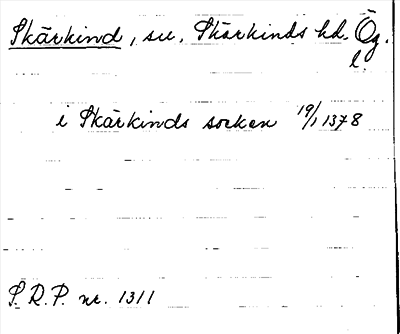 Skärkind, sn, Skärkinds hd. Ög.
l.
i Skärkinds socken 19/1 1378
S.R.P. nr. 1311